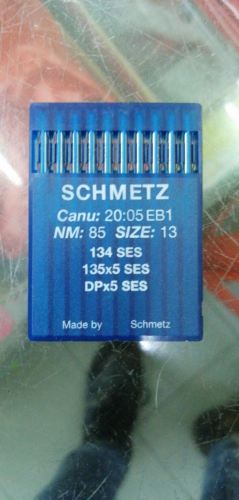 SCHMETZ
Canu: 20:05 EB1
NM: 85 SIZE: 13
134 SES
135x5 SES
DPx5 SES
Made by Schmetz